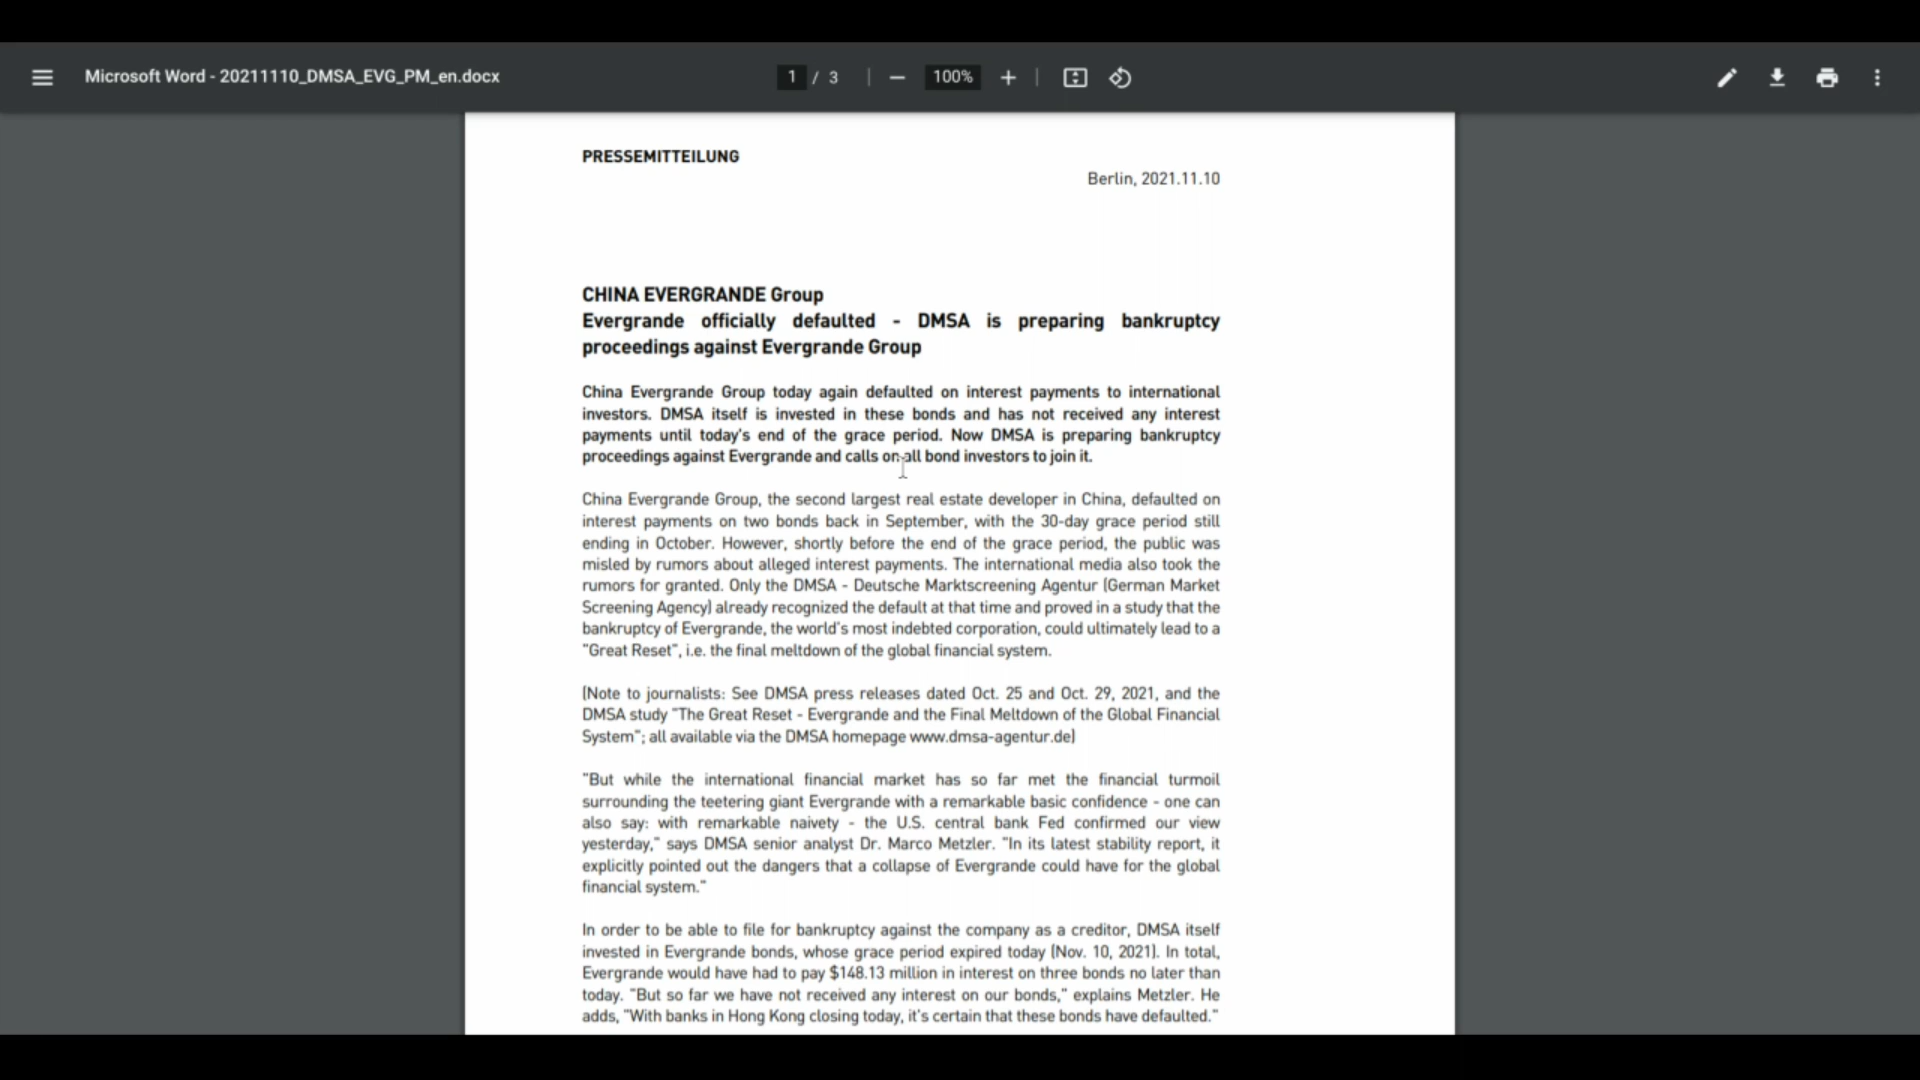 Microsoft Word - 20211110_DMSA_EVG_PM_en.docx
1 / 3
100%
PRESSEMITTEILUNG
Berlin, 2021.11.10
CHINA EVERGRANDE Group
Evergrande officially defaulted - DMSA is preparing bankruptcy
proceedings against Evergrande Group
China Evergrande Group today again defaulted on interest payments to international
investors. DMSA itself is invested in these bonds and has not received any interest
payments until today's end of the grace period. Now DMSA is preparing bankruptcy
proceedings against Evergrande and calls on all bond investors to join it.
China Evergrande Group, the second largest real estate developer in China, defaulted on
interest payments on two bonds back in September, with the 30-day grace period still
ending in October. However, shortly before the end of the grace period, the public was
misled by rumors about alleged interest payments. The international media also took the
rumors for granted. Only the DMSA - Deutsche Marktscreening Agentur (German Market
Screening Agency) already recognized the default at that time and proved in a study that the
bankruptcy of Evergrande, the world's most indebted corporation, could ultimately lead to a
"Great Reset", i.e. the final meltdown of the global financial system.
(Note to journalists: See DMSA press releases dated Oct. 25 and Oct. 29, 2021, and the
DMSA study "The Great Reset - Evergrande and the Final Meltdown of the Global Financial
System"; all available via the DMSA homepage www.dmsa-agentur.de)
"But while the international financial market has so far met the financial turmoil
surrounding the teetering giant Evergrande with a remarkable basic confidence - one can
also say: with remarkable naivety - the U.S. central bank Fed confirmed our view
yesterday," says DMSA senior analyst Dr. Marco Metzler. "In its latest stability report, it
explicitly pointed out the dangers that a collapse of Evergrande could have for the global
financial system."
In order to be able to file for bankruptcy against the company as a creditor, DMSA itself
invested in Evergrande bonds, whose grace period expired today (Nov. 10, 2021). In total,
Evergrande would have had to pay $148.13 million in interest on three bonds no later than
today. "But so far we have not received any interest on our bonds," explains Metzler. He
adds, "With banks in Hong Kong closing today, it's certain that these bonds have defaulted."